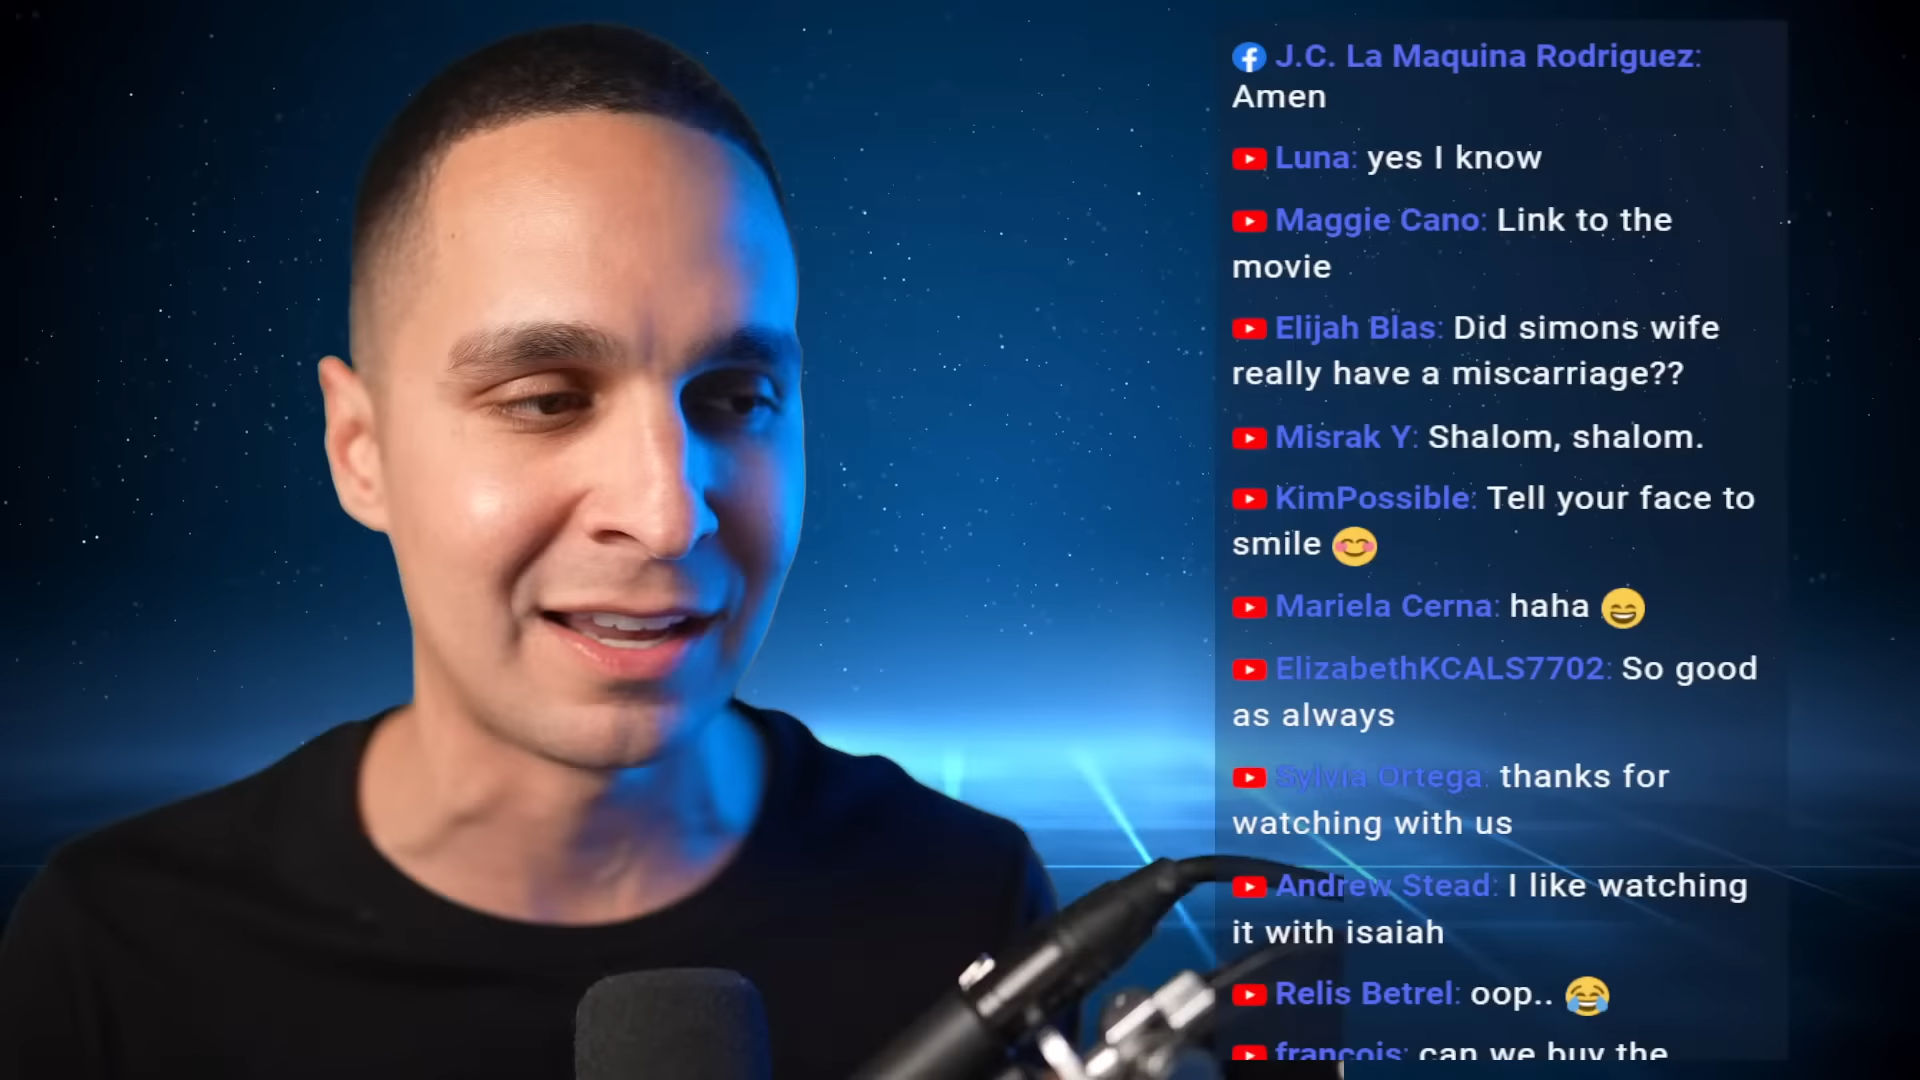 J.C. La Maquina Rodriguez:
Amen
Luna: yes I know
Maggie Cano: Link to the
movie
Elijah Blas: Did simons wife
really have a miscarriage??
Misrak Y: Shalom, shalom.
KimPossible: Tell your face to
smile 😊
Mariela Cerna: haha 😄
ElizabethKCALS7702: So good
as always
Sylvia Ortega: thanks for
watching with us
Andrew Stead: I like watching
it with isaiah
Relis Betrel: oop.. 😂
francois: can we buy the